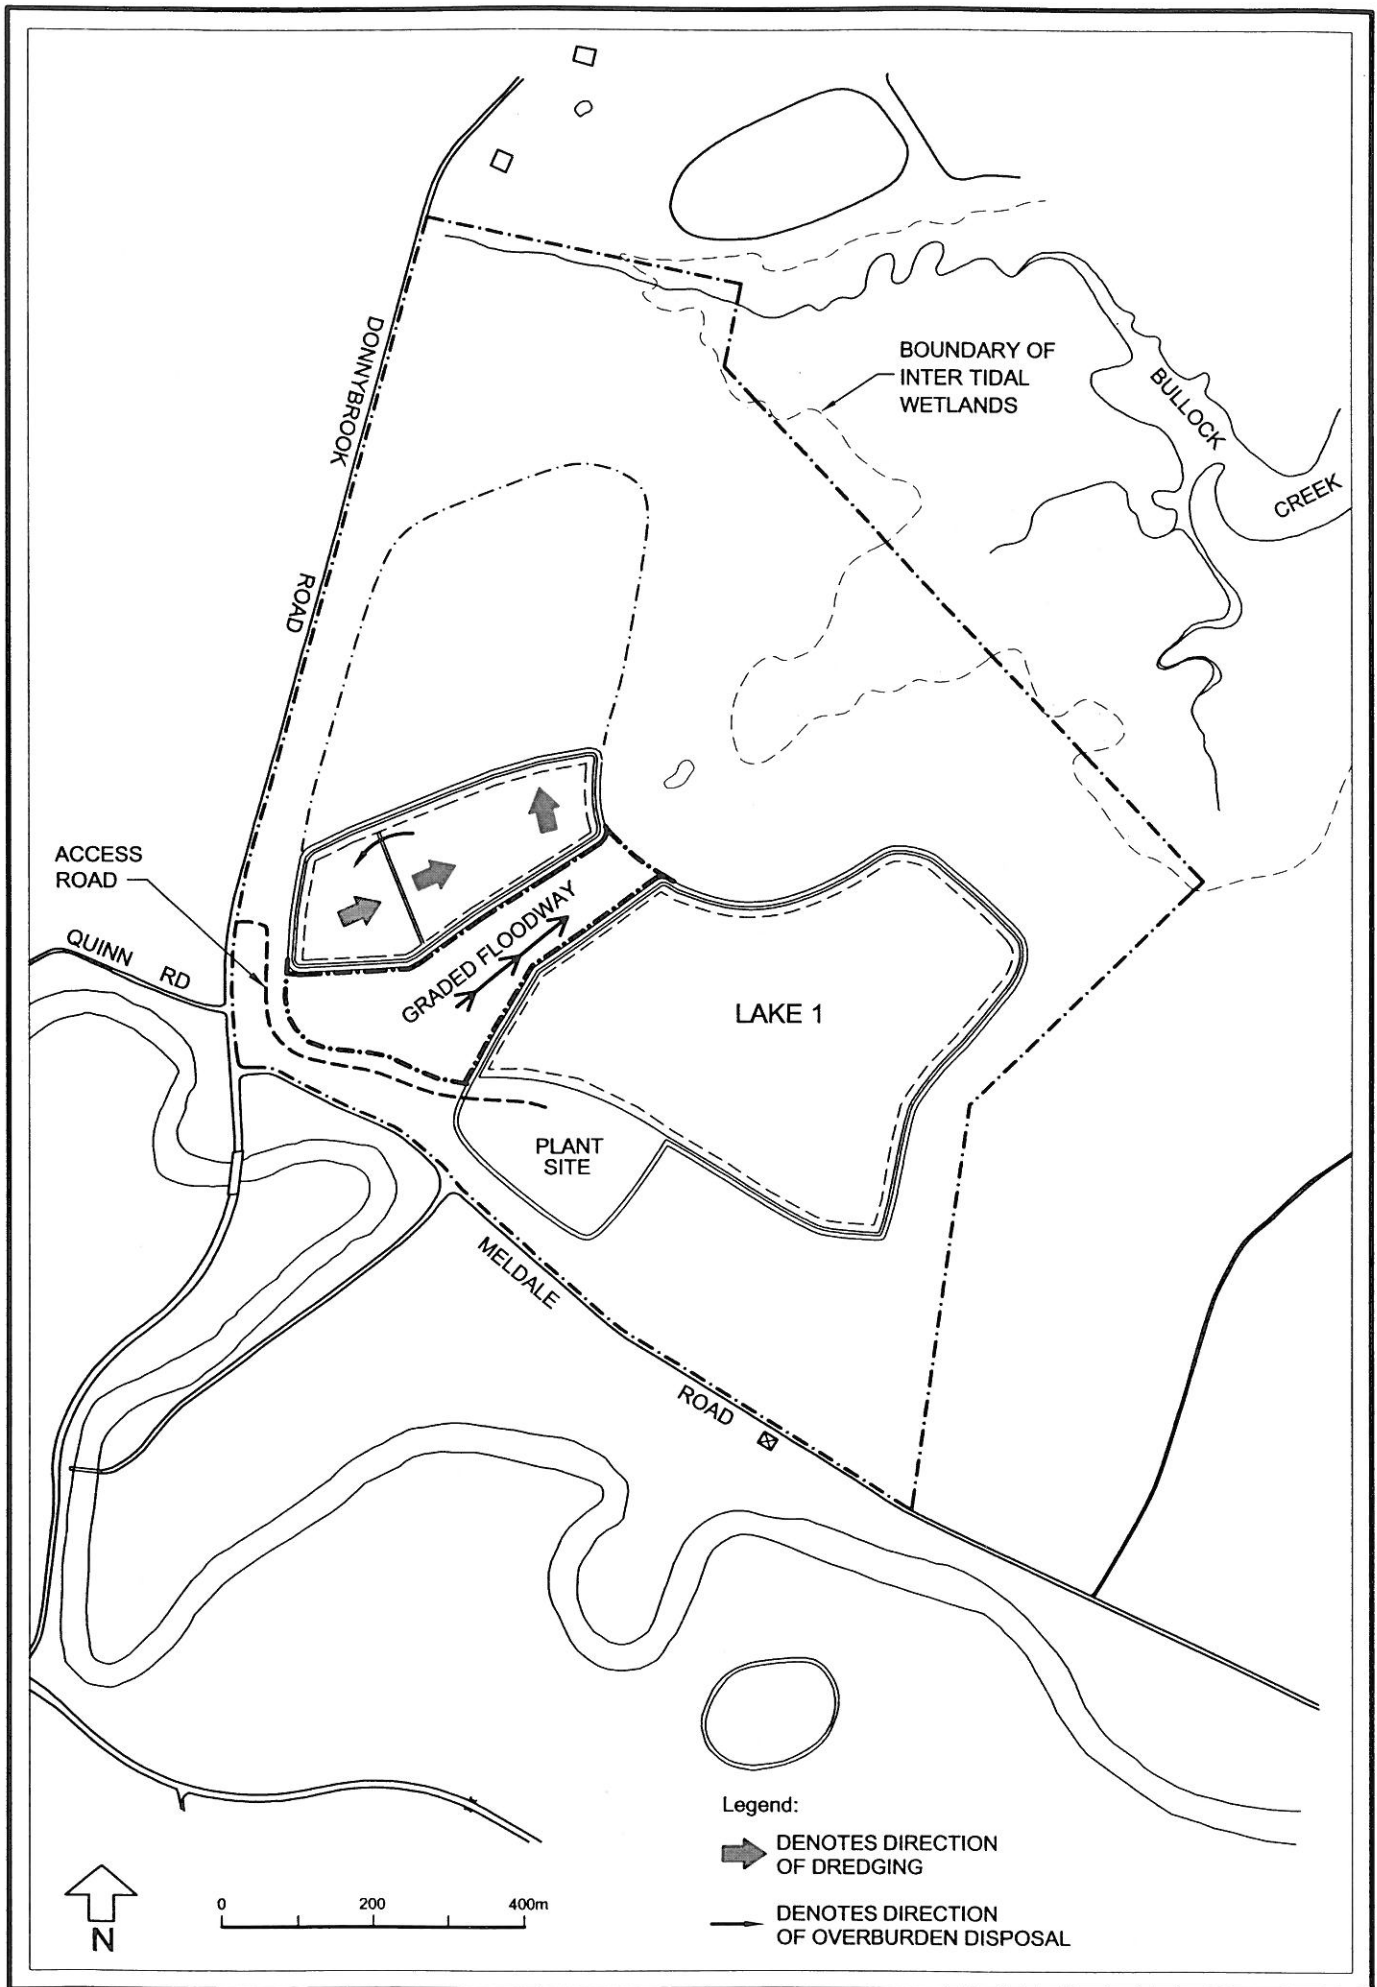 DONNYBROOK
ROAD
BOUNDARY OF
INTER TIDAL
WETLANDS
BULLOCK
CREEK
ACCESS
ROAD
QUINN RD
GRADED FLOODWAY
LAKE 1
PLANT
SITE
MELDALE
ROAD
Legend:
DENOTES DIRECTION
OF DREDGING
DENOTES DIRECTION
OF OVERBURDEN DISPOSAL
0 200 400m
N